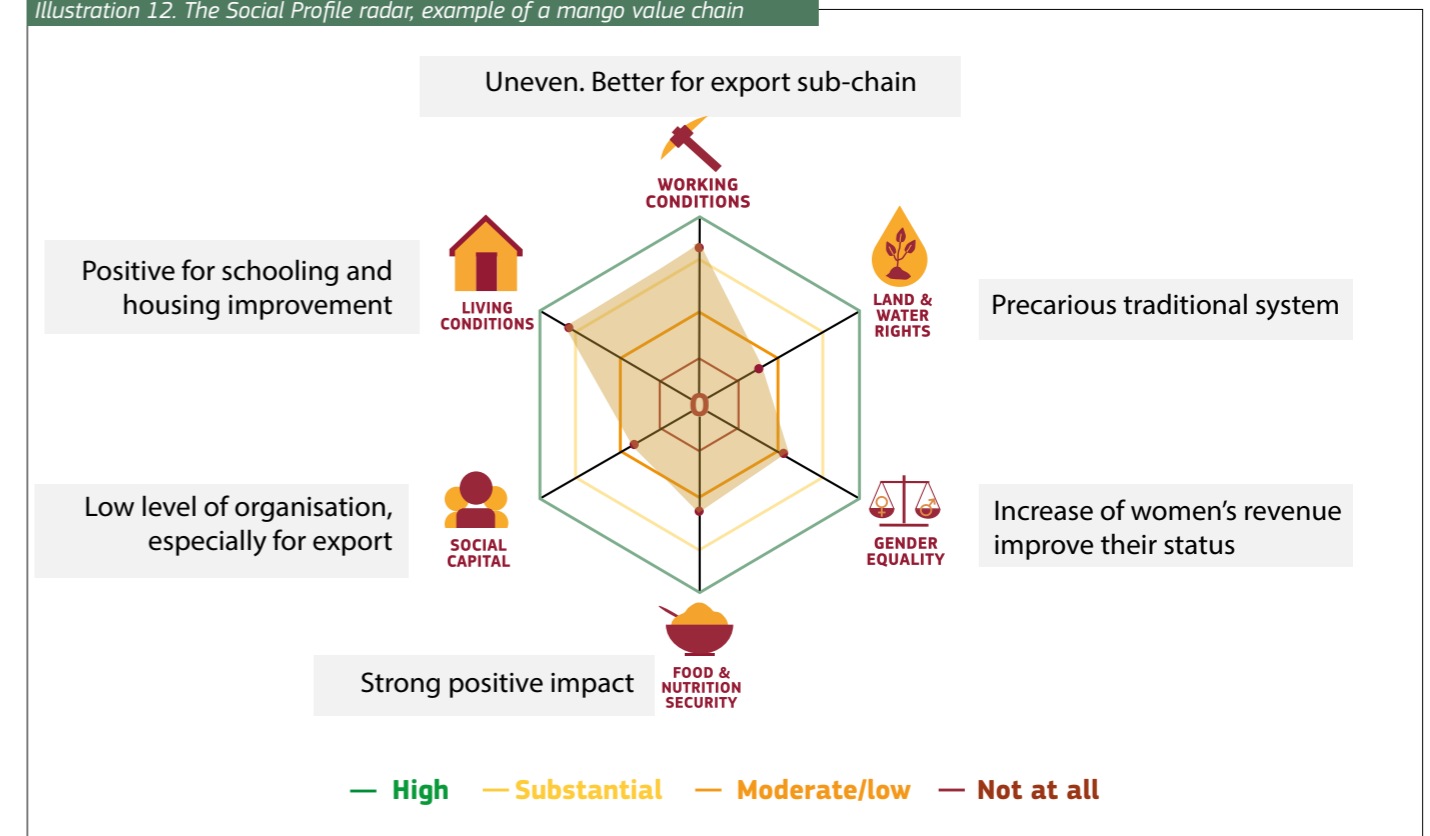 Illustration 12. The Social Profile radar, example of a mango value chain
Uneven. Better for export sub-chain
WORKING
CONDITIONS
Positive for schooling and
housing improvement
LIVING
CONDITIONS
LAND &
WATER
RIGHTS
Precarious traditional system
0
Low level of organisation,
especially for export
SOCIAL
CAPITAL
GENDER
EQUALITY
Increase of women's revenue
improve their status
Strong positive impact
FOOD &
NUTRITION
SECURITY
High
Substantial
Moderate/low
Not at all